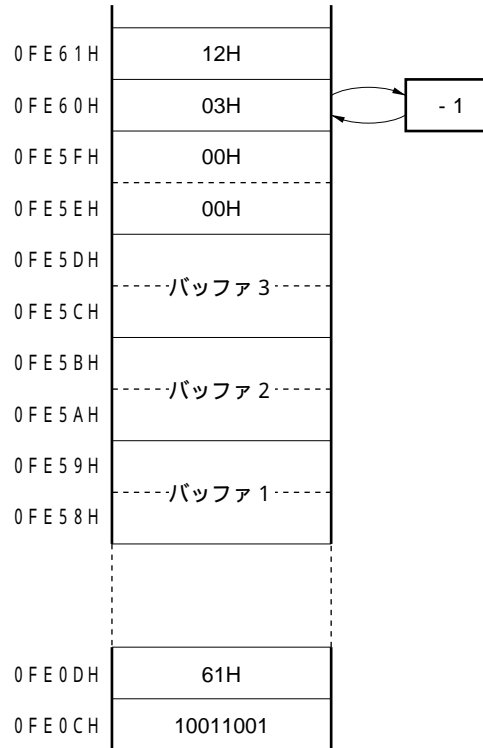 0FE61H 12H
0FE60H 03H - 1
0FE5FH 00H
0FE5EH 00H
0FE5DH
バッファ 3
0FE5CH
0FE5BH
バッファ 2
0FE5AH
0FE59H
バッファ 1
0FE58H
0FE0DH 61H
0FE0CH 10011001